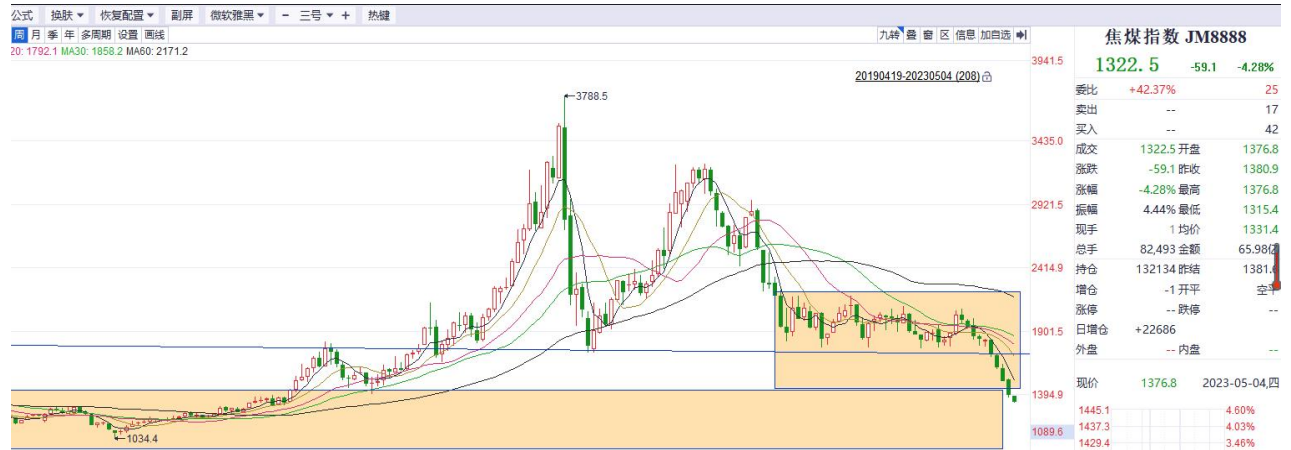 公式 换肤 恢复配置 副屏 微软雅黑 - 三号 + 热键
周 月 季 年 多周期 设置 画线 九转 叠 窗 区 信息 加自选
20: 1792.1 MA30: 1858.2 MA60: 2171.2
20190419-20230504 (208)
3788.5
1034.4
3941.5
3435.0
2921.5
2414.9
1901.5
1394.9
1089.6
焦煤指数 JM8888
1322.5 -59.1 -4.28%
委比 +42.37% 25
卖出 -- 17
买入 -- 42
成交 1322.5 开盘 1376.8
涨跌 -59.1 昨收 1380.9
涨幅 -4.28% 最高 1376.8
振幅 4.44% 最低 1315.4
现手 1 均价 1331.4
总手 82,493 金额 65.98亿
持仓 132134 昨结 1381.6
增仓 -1 开平 空平
涨停 -- 跌停 --
日增仓 +22686
外盘 -- 内盘 --
现价 1376.8 2023-05-04,四
1445.1 4.60%
1437.3 4.03%
1429.4 3.46%